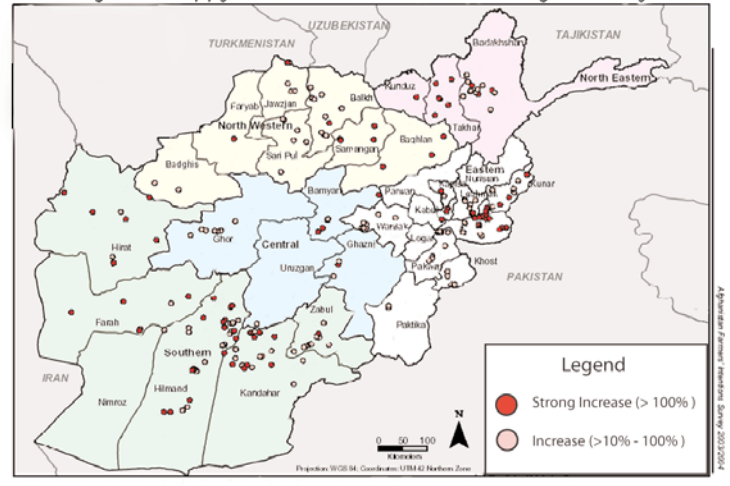 UZUBEKISTAN
TURKMENISTAN
TAJIKISTAN
Badakhshan
North Eastern
Kunduz
Balkh
Faryab
Jawzjan
North Western
Takhar
Baghlan
Sari Pul
Samangan
Badghis
Eastern
Nuristan
Kunar
Bamyan
Parwan
Kabul
Hirat
Ghor
Central
Ghazni
Wardak
Logar
Uruzgan
Paktia
Khost
PAKISTAN
Farah
Zabul
Paktika
Southern
IRAN
Nimroz
Hilmand
Kandahar
Legend
Strong Increase (> 100% )
Increase (>10% - 100% )
N
0 50 100
Kilometers
Projection: WGS 84; Coordinates: UTM 42 Northern Zone
Afghanistan Farmers' Intentions Survey 2003/2004